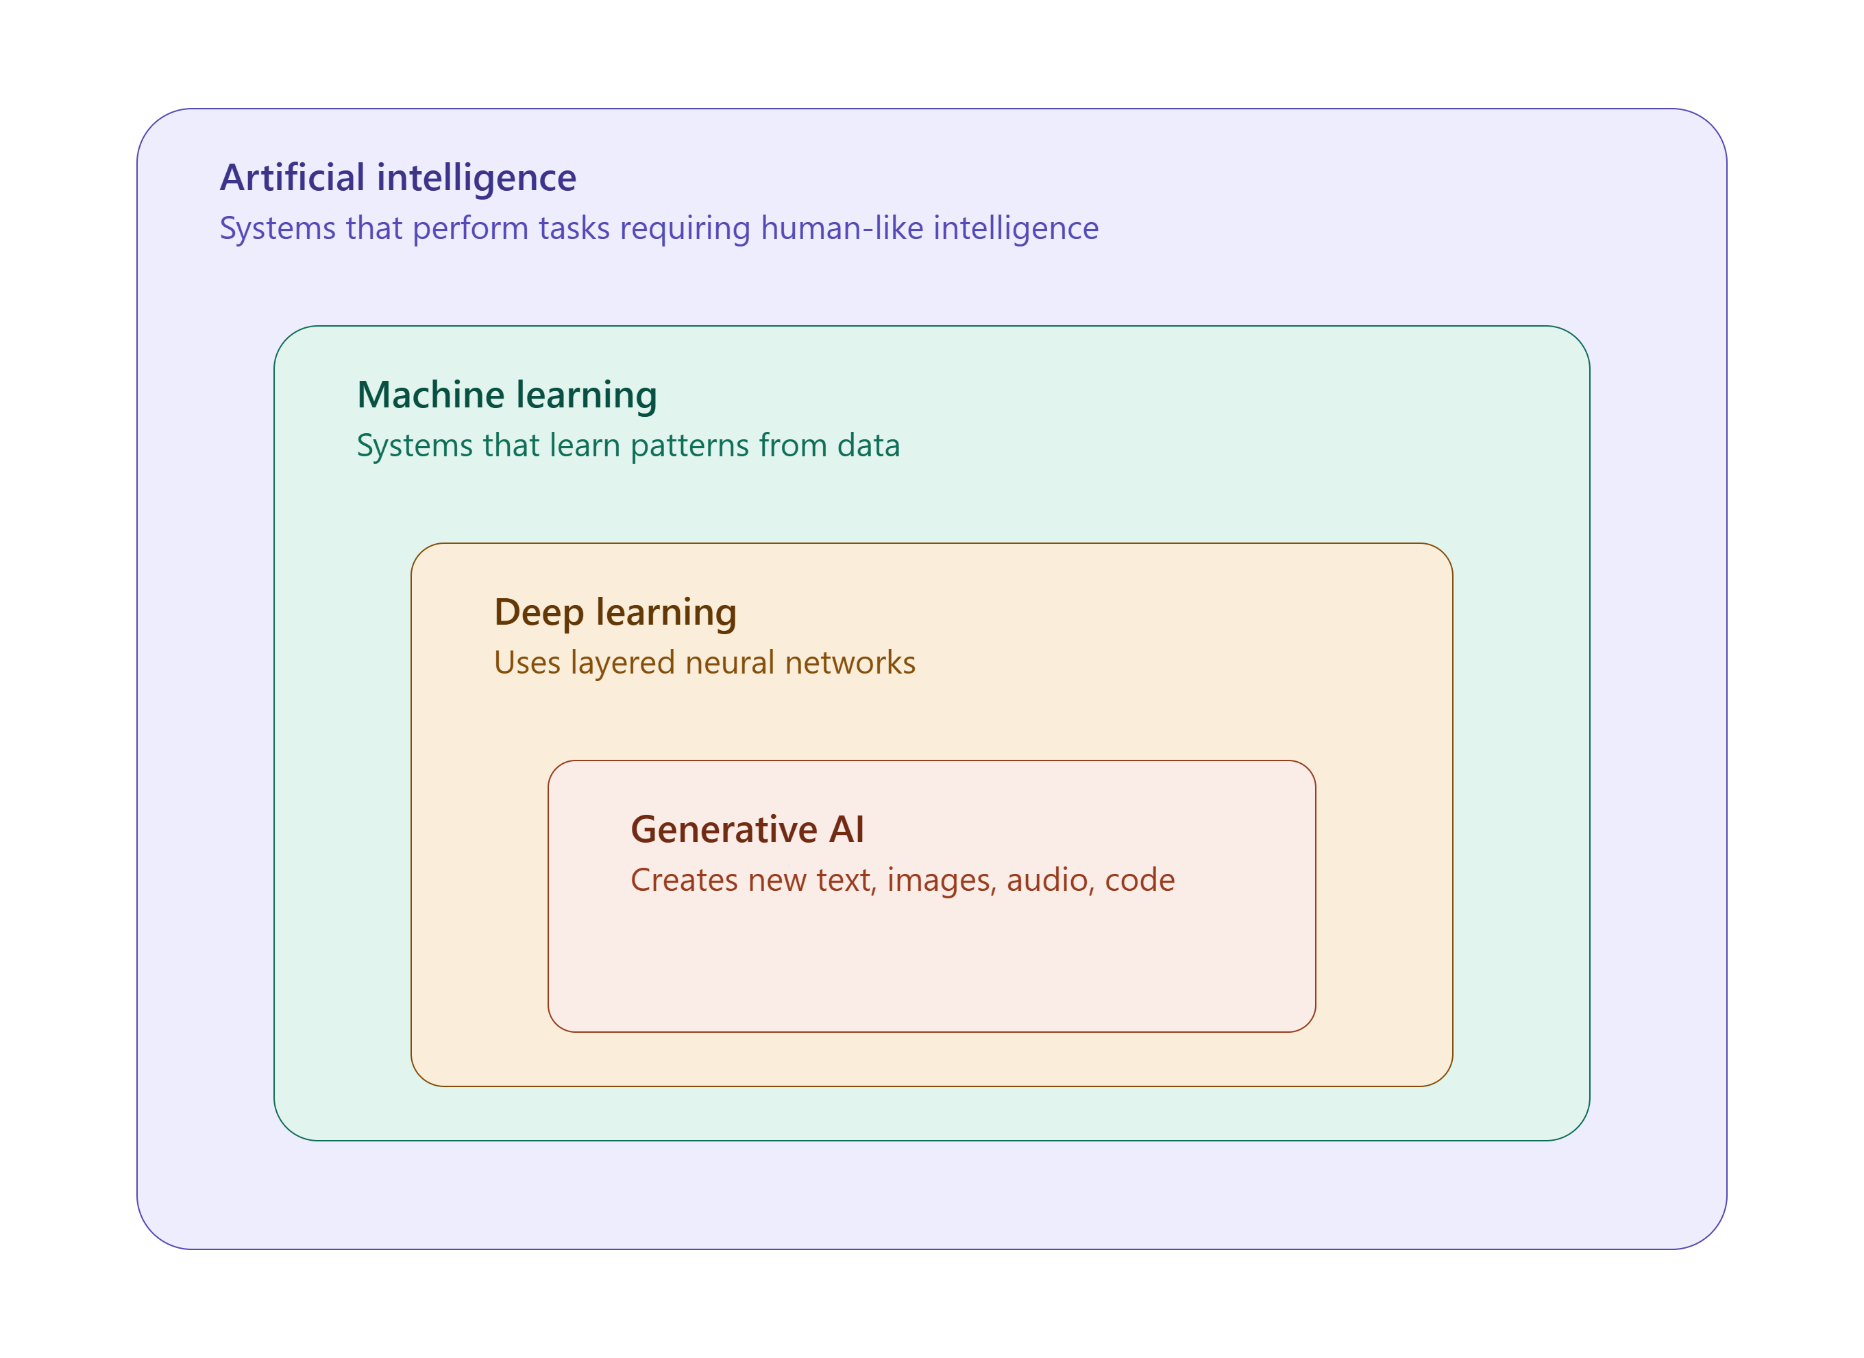 Artificial intelligence
Systems that perform tasks requiring human-like intelligence
Machine learning
Systems that learn patterns from data
Deep learning
Uses layered neural networks
Generative AI
Creates new text, images, audio, code